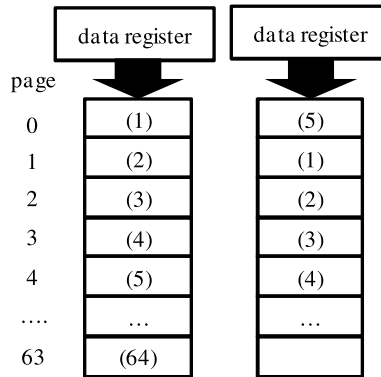 data register data register
page
0 (1) (5)
1 (2) (1)
2 (3) (2)
3 (4) (3)
4 (5) (4)
.... ... ...
63 (64)